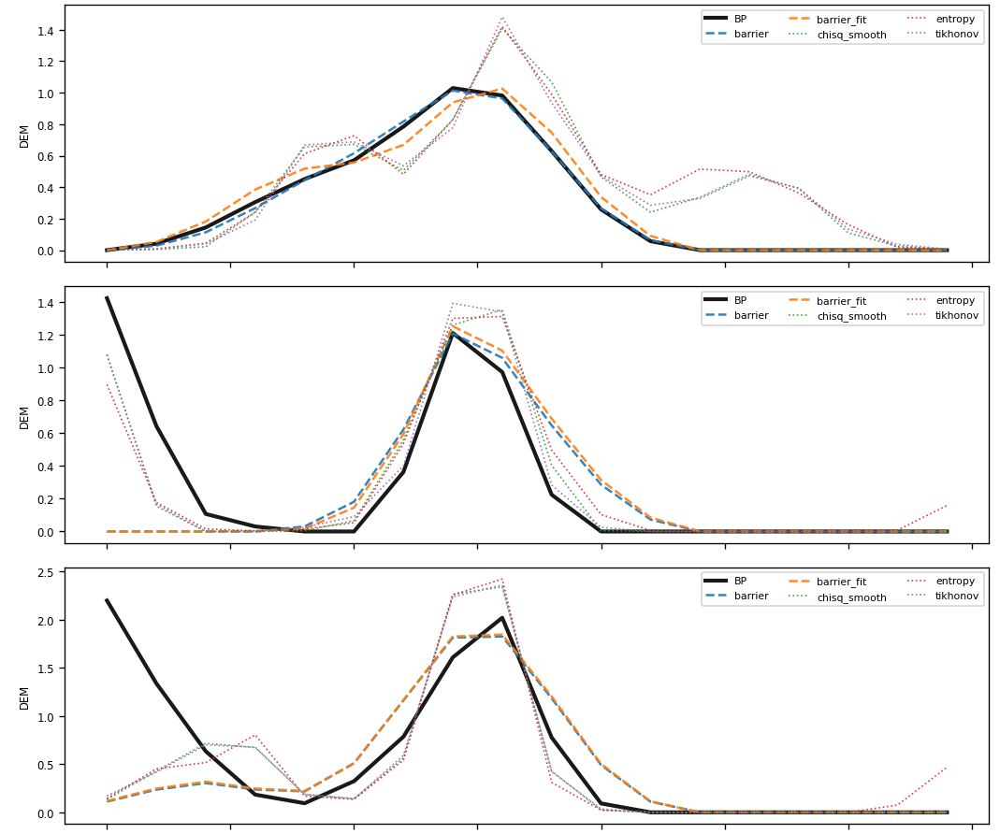 1.4
1.2
1.0
0.8
0.6
0.4
0.2
0.0
DEM
BP
barrier
barrier_fit
chisq_smooth
entropy
tikhonov
1.4
1.2
1.0
0.8
0.6
0.4
0.2
0.0
DEM
BP
barrier
barrier_fit
chisq_smooth
entropy
tikhonov
2.5
2.0
1.5
1.0
0.5
0.0
DEM
BP
barrier
barrier_fit
chisq_smooth
entropy
tikhonov